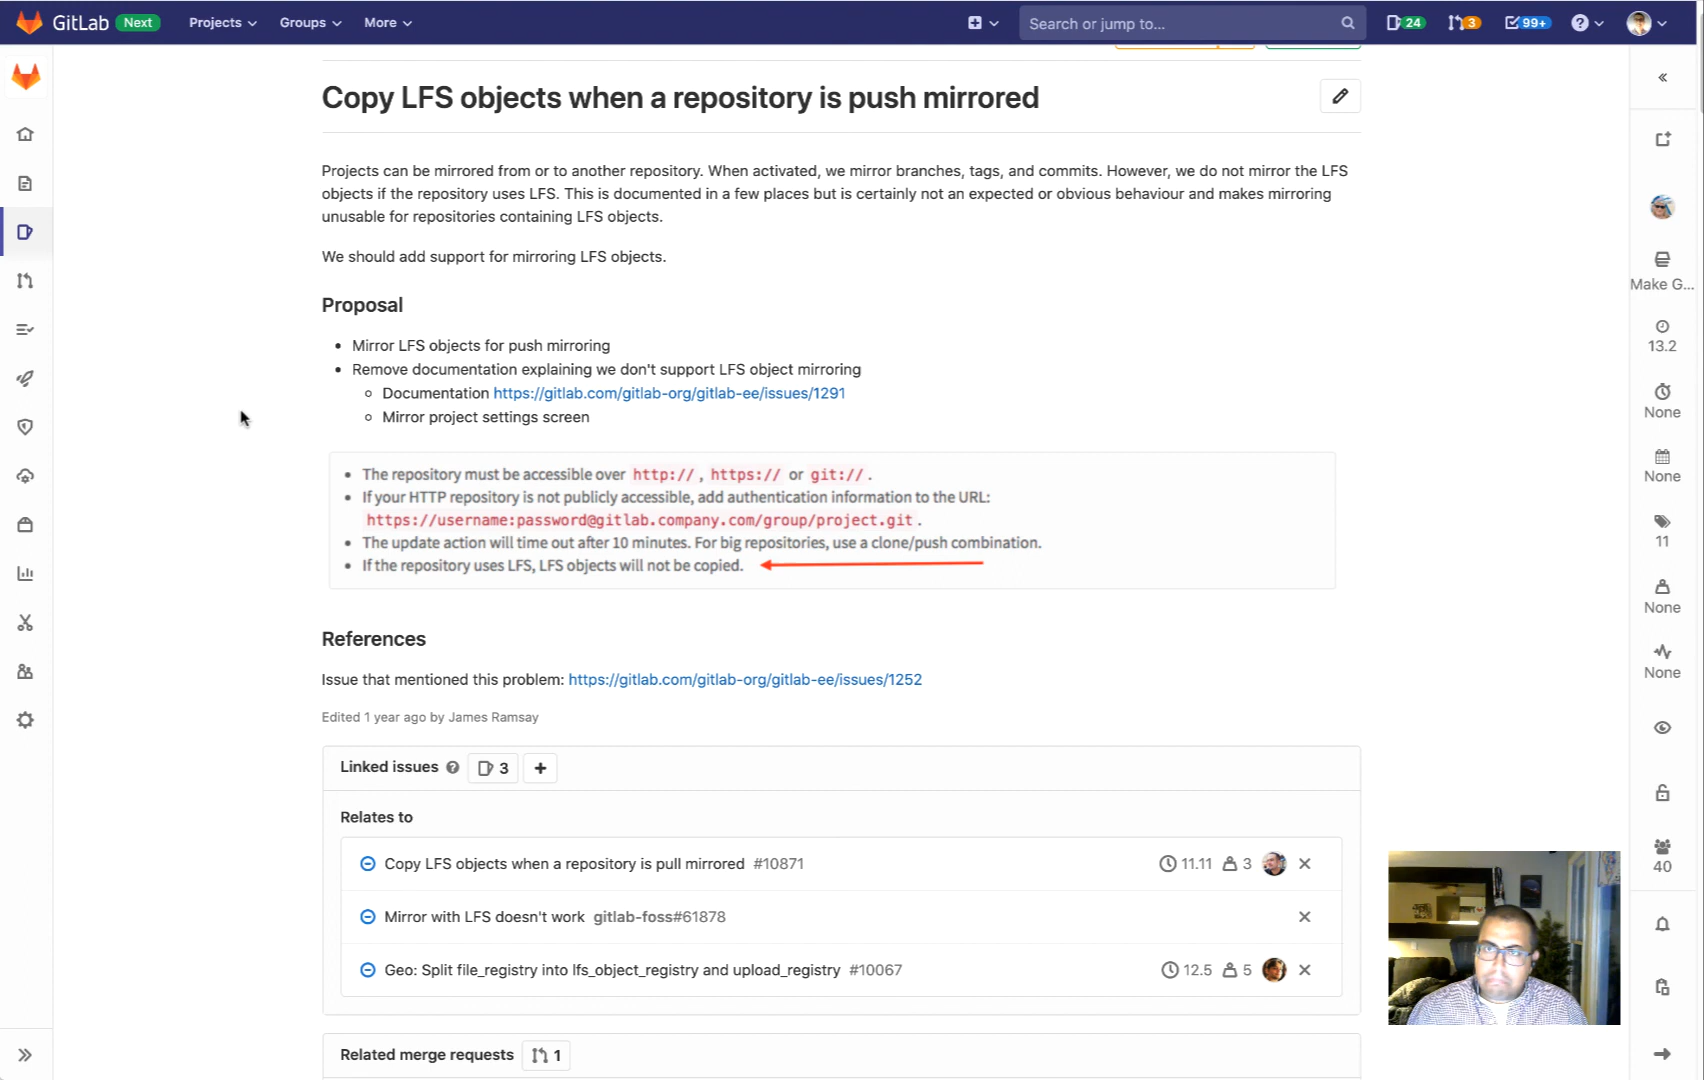 GitLab Next Projects Groups More Search or jump to... 24 3 99+
Copy LFS objects when a repository is push mirrored
Projects can be mirrored from or to another repository. When activated, we mirror branches, tags, and commits. However, we do not mirror the LFS
objects if the repository uses LFS. This is documented in a few places but is certainly not an expected or obvious behaviour and makes mirroring
unusable for repositories containing LFS objects.
We should add support for mirroring LFS objects.
Proposal
Mirror LFS objects for push mirroring
Remove documentation explaining we don't support LFS object mirroring
Documentation https://gitlab.com/gitlab-org/gitlab-ee/issues/1291
Mirror project settings screen
The repository must be accessible over http://, https:// or git://.
If your HTTP repository is not publicly accessible, add authentication information to the URL:
https://username:password@gitlab.company.com/group/project.git.
The update action will time out after 10 minutes. For big repositories, use a clone/push combination.
If the repository uses LFS, LFS objects will not be copied.
References
Issue that mentioned this problem: https://gitlab.com/gitlab-org/gitlab-ee/issues/1252
Edited 1 year ago by James Ramsay
Linked issues 3 +
Relates to
Copy LFS objects when a repository is pull mirrored #10871 11.11 3
Mirror with LFS doesn't work gitlab-foss#61878
Geo: Split file_registry into lfs_object_registry and upload_registry #10067 12.5 5
Related merge requests 1
Make G...
13.2
None
None
11
None
None
40